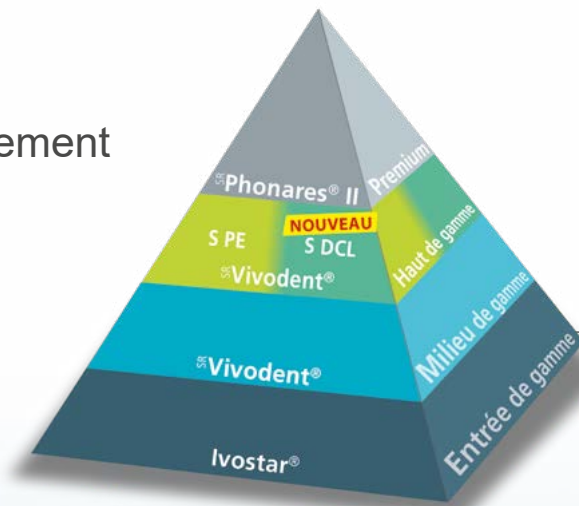 ement
SR Phonares® II
Premium
NOUVEAU
S PE
S DCL
SR Vivodent®
Haut de gamme
SR Vivodent®
Milieu de gamme
Ivostar®
Entrée de gamme